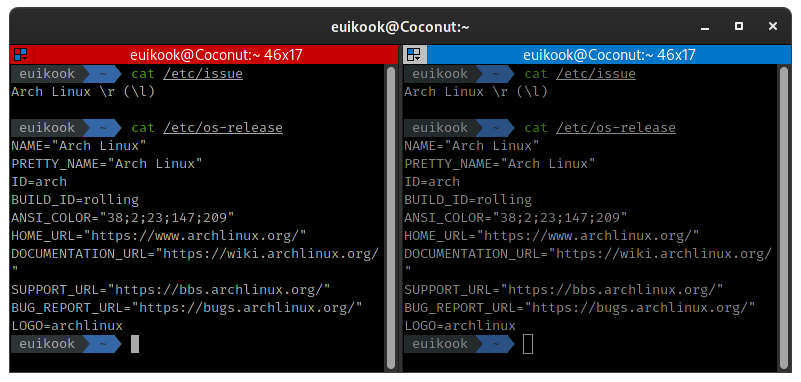 euikook@Coconut:~
euikook@Coconut:~ 46x17
euikook ~ cat /etc/issue
Arch Linux \r (\l)
euikook ~ cat /etc/os-release
NAME="Arch Linux"
PRETTY_NAME="Arch Linux"
ID=arch
BUILD_ID=rolling
ANSI_COLOR="38;2;23;147;209"
HOME_URL="https://www.archlinux.org/"
DOCUMENTATION_URL="https://wiki.archlinux.org/
"
SUPPORT_URL="https://bbs.archlinux.org/"
BUG_REPORT_URL="https://bugs.archlinux.org/"
LOGO=archlinux
euikook ~
euikook@Coconut:~ 46x17
euikook ~ cat /etc/issue
Arch Linux \r (\l)
euikook ~ cat /etc/os-release
NAME="Arch Linux"
PRETTY_NAME="Arch Linux"
ID=arch
BUILD_ID=rolling
ANSI_COLOR="38;2;23;147;209"
HOME_URL="https://www.archlinux.org/"
DOCUMENTATION_URL="https://wiki.archlinux.org/
"
SUPPORT_URL="https://bbs.archlinux.org/"
BUG_REPORT_URL="https://bugs.archlinux.org/"
LOGO=archlinux
euikook ~